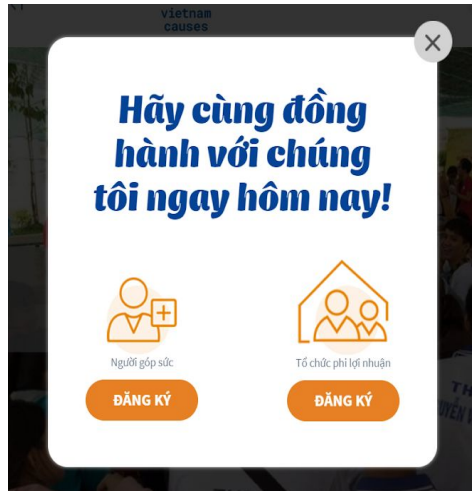 vietnam
causes
Hãy cùng đồng
hành với chúng
tôi ngay hôm nay!
Người góp sức
Tổ chức phi lợi nhuận
ĐĂNG KÝ
ĐĂNG KÝ